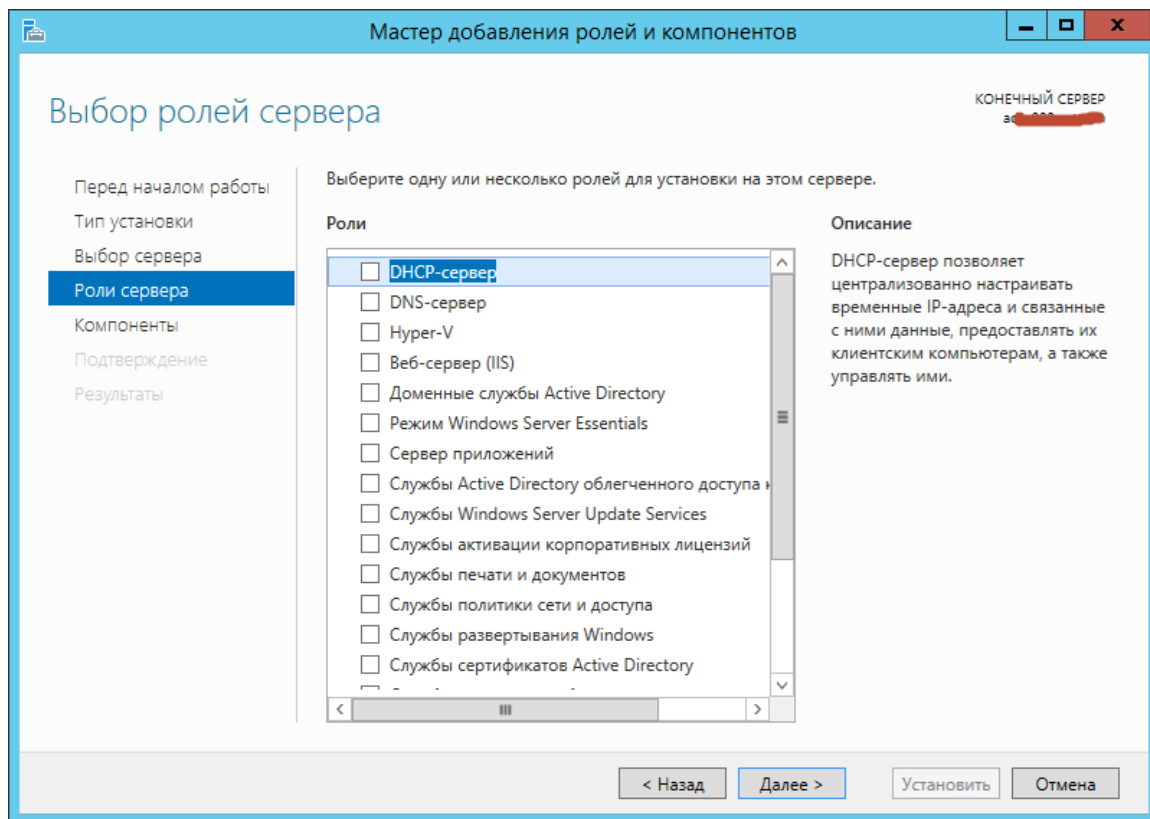 Мастер добавления ролей и компонентов
Выбор ролей сервера
КОНЕЧНЫЙ СЕРВЕР
Перед началом работы
Тип установки
Выбор сервера
Роли сервера
Компоненты
Подтверждение
Результаты
Выберите одну или несколько ролей для установки на этом сервере.
Роли
DHCP-сервер
DNS-сервер
Hyper-V
Веб-сервер (IIS)
Доменные службы Active Directory
Режим Windows Server Essentials
Сервер приложений
Службы Active Directory облегченного доступа к
Службы Windows Server Update Services
Службы активации корпоративных лицензий
Службы печати и документов
Службы политики сети и доступа
Службы развертывания Windows
Службы сертификатов Active Directory
Описание
DHCP-сервер позволяет
централизованно настраивать
временные IP-адреса и связанные
с ними данные, предоставлять их
клиентским компьютерам, а также
управлять ими.
< Назад
Далее >
Установить
Отмена